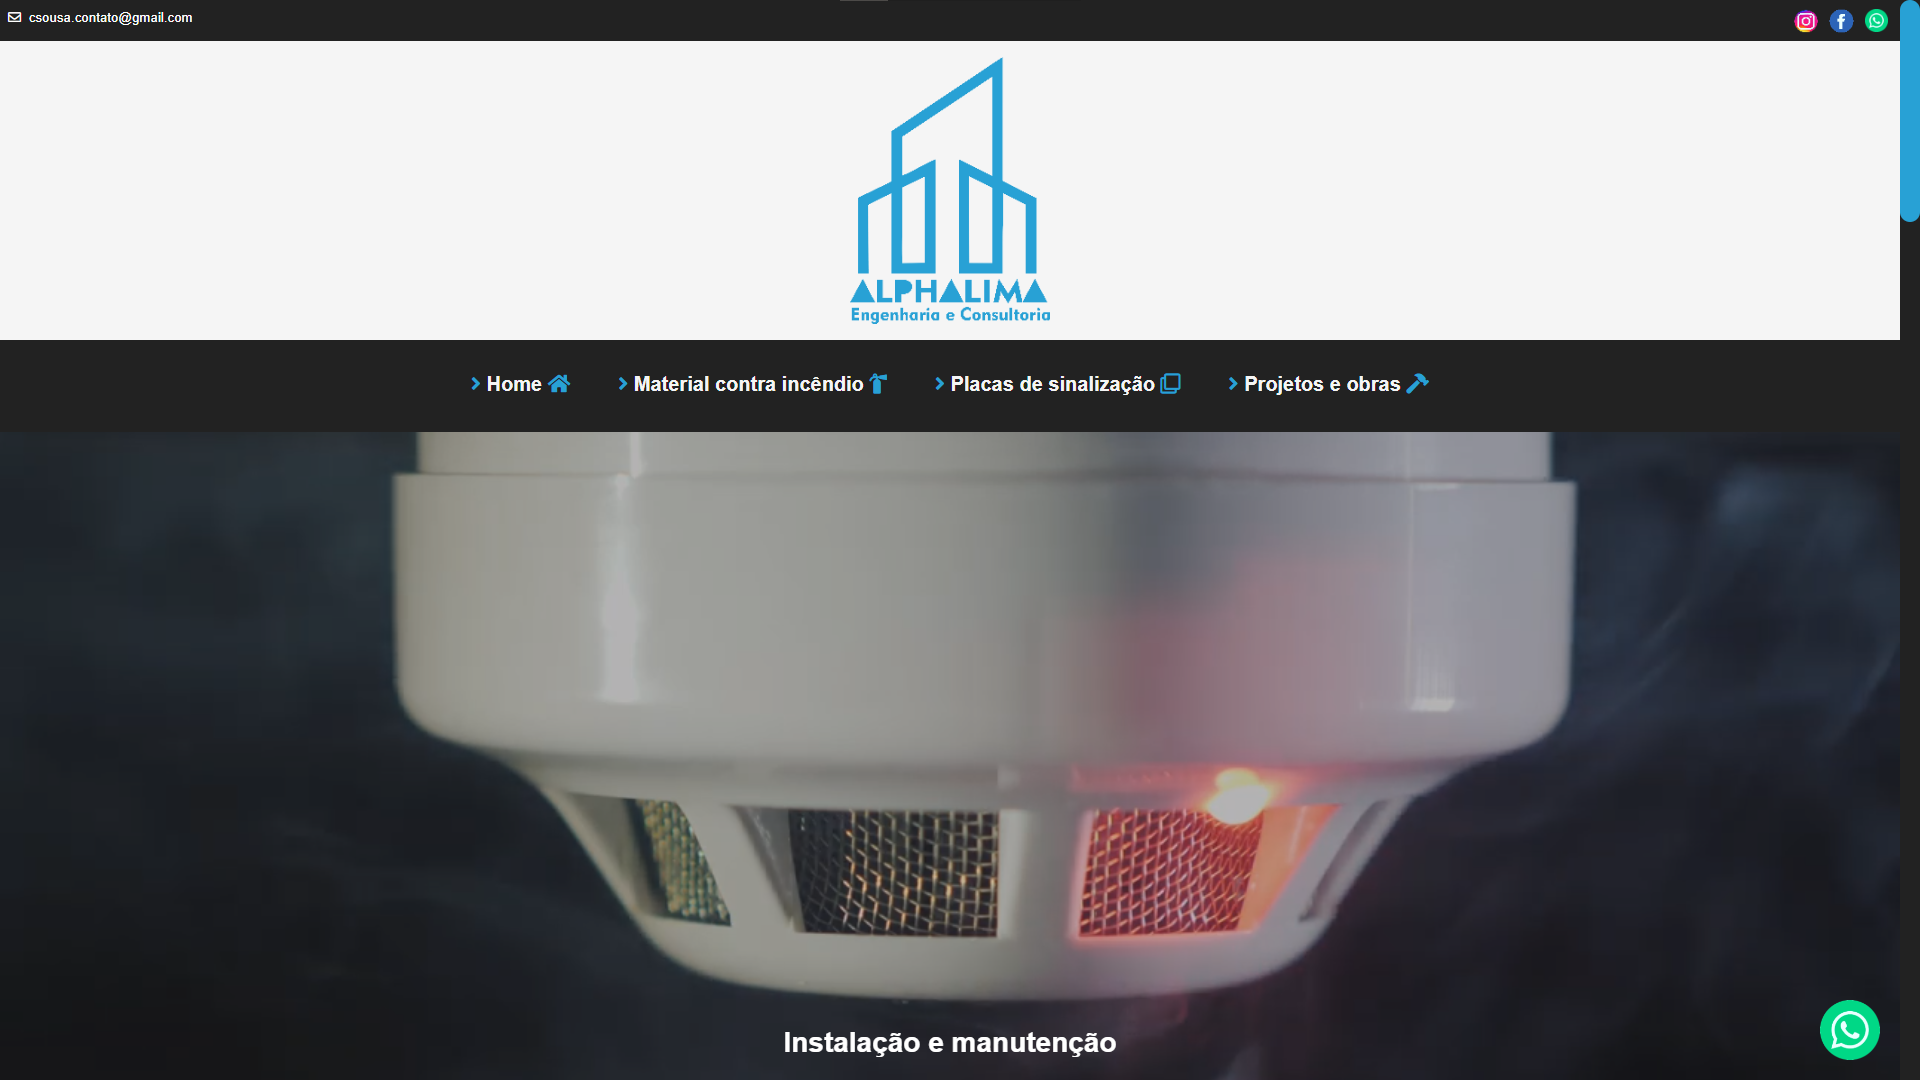 csousa.contato@gmail.com
ALPHALIMA
Engenharia e Consultoria
Home
Material contra incêndio
Placas de sinalização
Projetos e obras
Instalação e manutenção